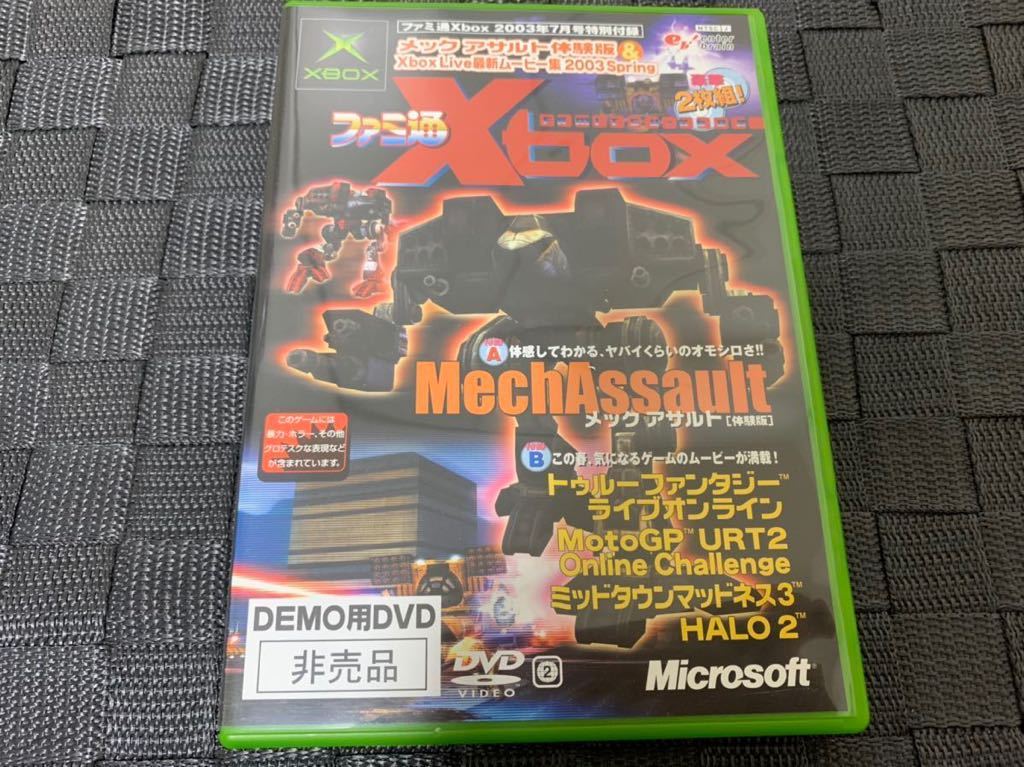 XBOX
ファミ通Xbox 2003年7月号特別付録
メック アサルト体験版 &
Xbox Live最新ムービー集 2003 Spring
enter
brain
NTSC-J
豪華
2枚組!
ファミ通
Xbox
A 体感してわかる、ヤバイくらいのオモシロさ!!
MechAssault
メック アサルト [体験版]
このゲームには
暴力・ホラー、その他
グロテスクな表現など
が含まれています。
B この春、気になるゲームのムービーが満載!
トゥルーファンタジー™
ライブオンライン
MotoGP™ URT2
Online Challenge
ミッドタウンマッドネス3™
HALO 2™
DEMO用DVD
非売品
DVD
VIDEO
2
Microsoft®